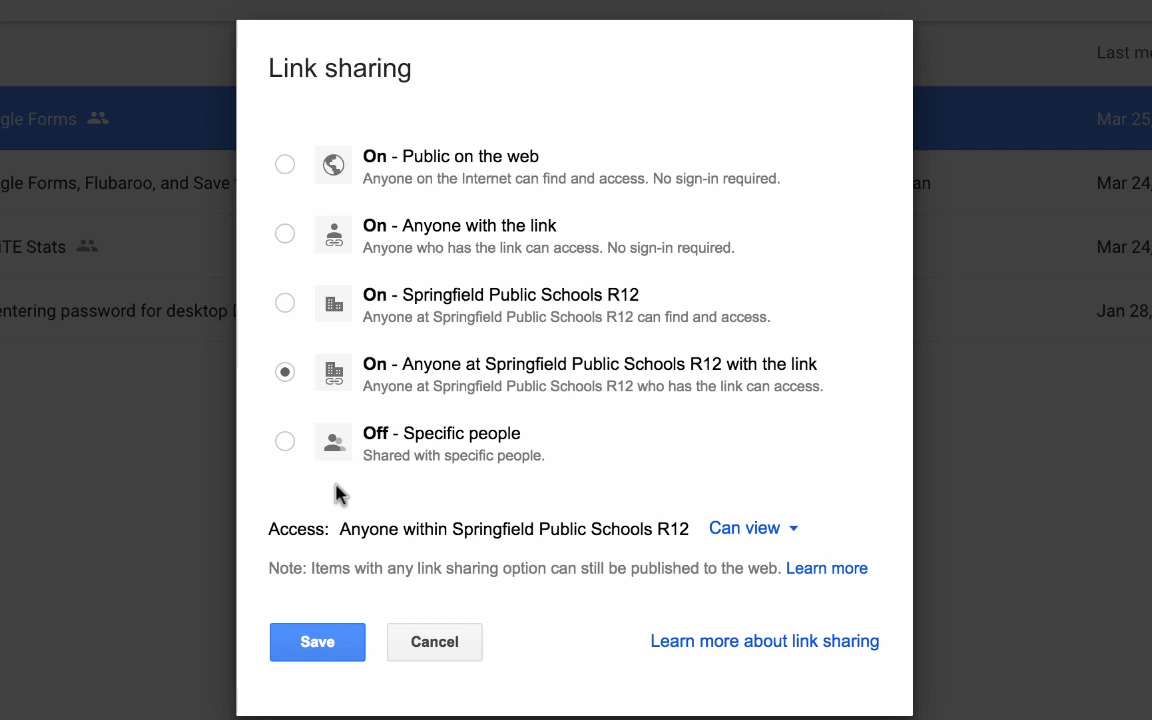 Link sharing
Last
gle Forms
Mar 25
On - Public on the web
Anyone on the Internet can find and access. No sign-in required.
gle Forms, Flubaroo, and Save
an
Mar 24,
On - Anyone with the link
Anyone who has the link can access. No sign-in required.
iTE Stats
Mar 24,
On - Springfield Public Schools R12
Anyone at Springfield Public Schools R12 can find and access.
entering password for desktop
Jan 28,
On - Anyone at Springfield Public Schools R12 with the link
Anyone at Springfield Public Schools R12 who has the link can access.
Off - Specific people
Shared with specific people.
Access: Anyone within Springfield Public Schools R12 Can view
Note: Items with any link sharing option can still be published to the web. Learn more
Save
Cancel
Learn more about link sharing